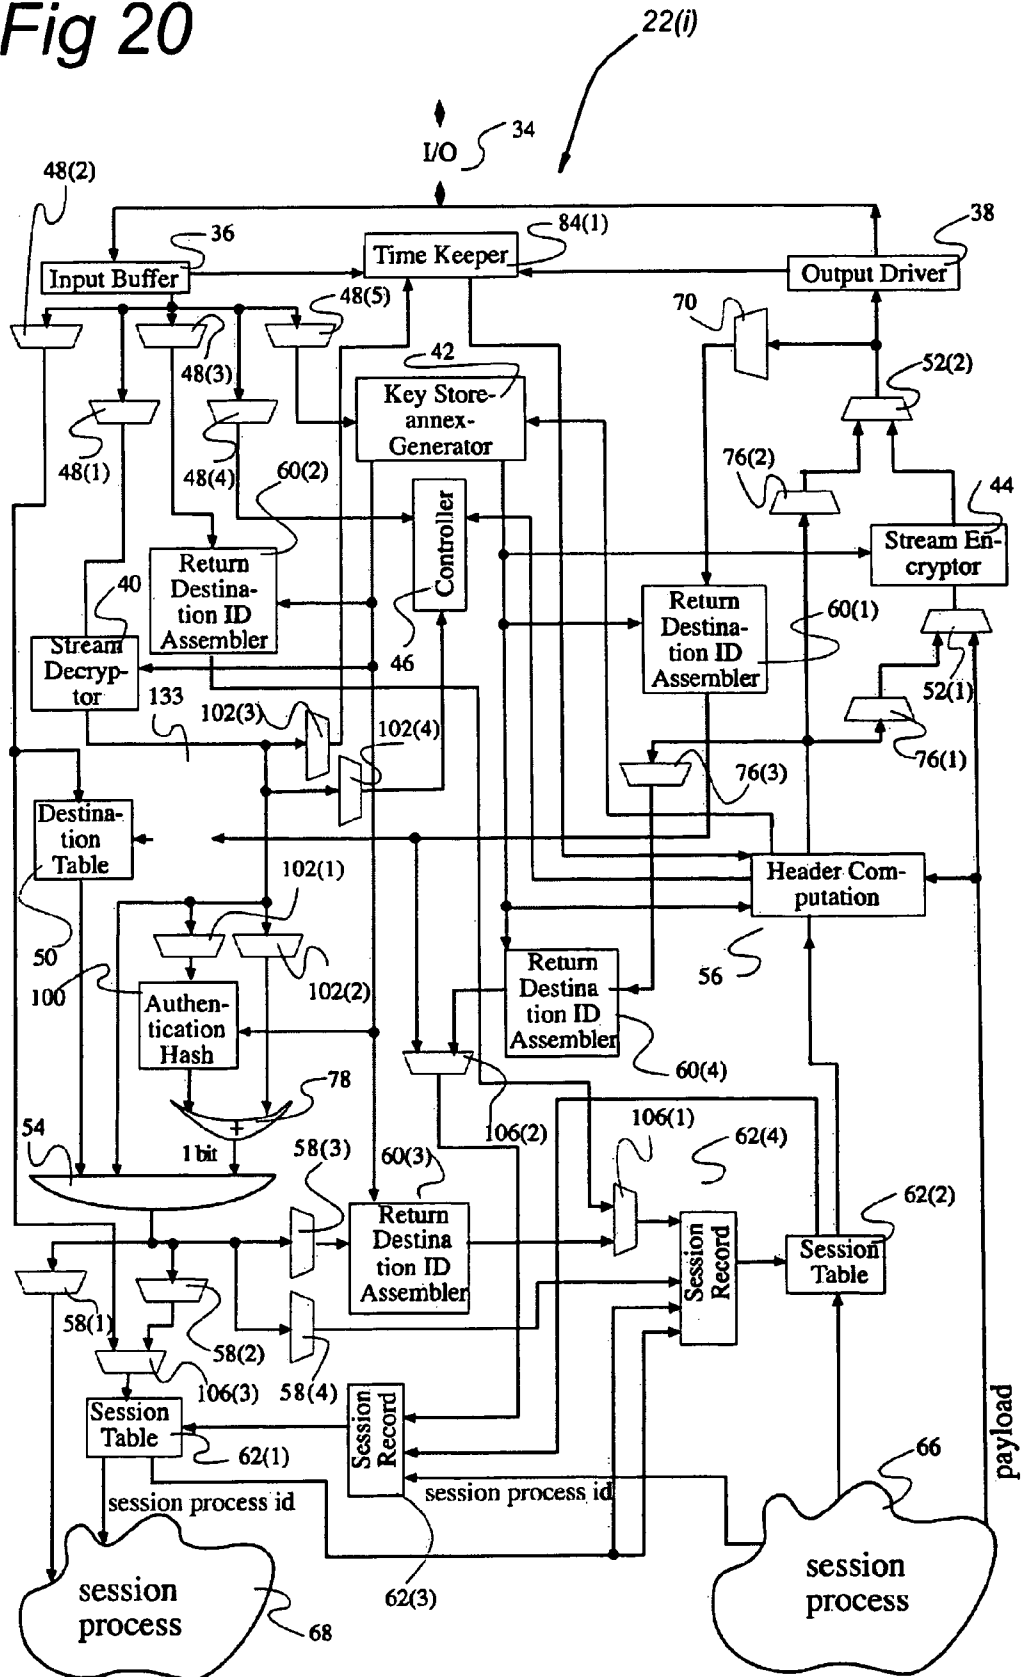 Fig 20
22(i)
34
I/O
48(2)
36
84(1)
38
Time Keeper
Input Buffer
Output Driver
48(5)
70
42
48(3)
52(2)
Key Store-
annex-
Generator
48(1)
48(4)
60(2)
76(2)
44
Controller
Stream En-
cryptor
Return
Destina-
tion ID
Assembler
40
60(1)
Return
Destina-
tion ID
Assembler
46
Stream
Decryp-
tor
133
102(3)
102(4)
52(1)
76(1)
76(3)
Destina-
tion
Table
102(1)
Header Com-
putation
50
100
102(2)
56
Return
Destina
tion ID
Assembler
Authen-
tication
Hash
60(4)
78
+
1 bit
54
106(2)
106(1)
62(4)
58(3)
60(3)
62(2)
Return
Destina
tion ID
Assembler
Session
Record
Session
Table
58(1)
58(2)
58(4)
106(3)
Session
Table
62(1)
Session
Record
payload
66
session process id
session process id
62(3)
session
process
68
session
process